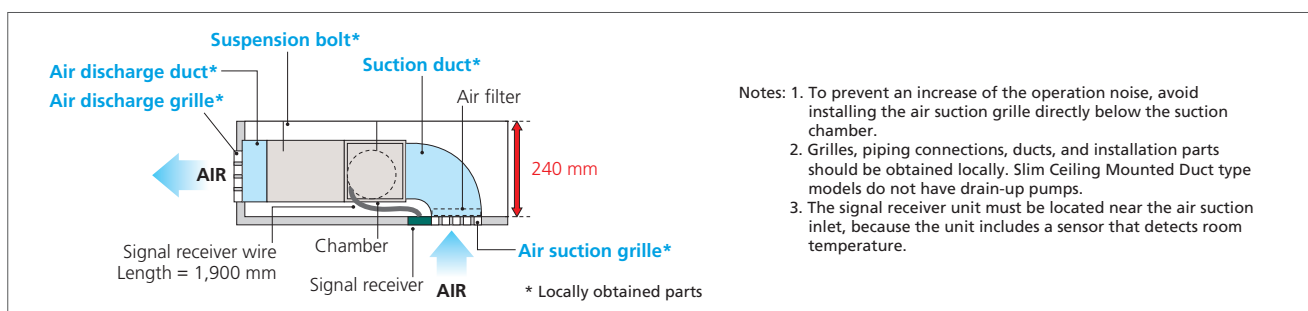 Suspension bolt*
Air discharge duct*
Suction duct*
Air discharge grille*
Air filter
240 mm
AIR
Signal receiver wire
Length = 1,900 mm
Chamber
Signal receiver
AIR
Air suction grille*
* Locally obtained parts
Notes: 1. To prevent an increase of the operation noise, avoid
installing the air suction grille directly below the suction
chamber.
2. Grilles, piping connections, ducts, and installation parts
should be obtained locally. Slim Ceiling Mounted Duct type
models do not have drain-up pumps.
3. The signal receiver unit must be located near the air suction
inlet, because the unit includes a sensor that detects room
temperature.